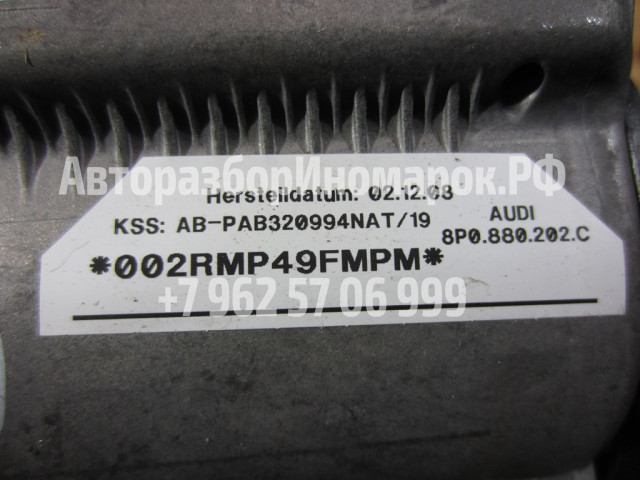 АвторазборИномарок.РФ
Herstelldatum: 02.12.08
KSS: AB-PAB320994NAT/19
AUDI
8P0.880.202.C
*002RMP49FMPM*
+7 962 57 06 999